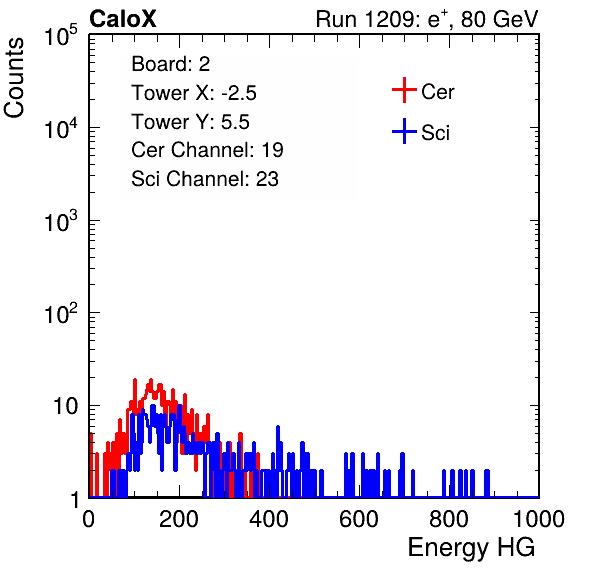 CaloX Run 1209: e⁺, 80 GeV
Counts
10⁵
10⁴
10³
10²
10
1
Board: 2
Tower X: -2.5
Tower Y: 5.5
Cer Channel: 19
Sci Channel: 23
Cer
Sci
0 200 400 600 800 1000
Energy HG